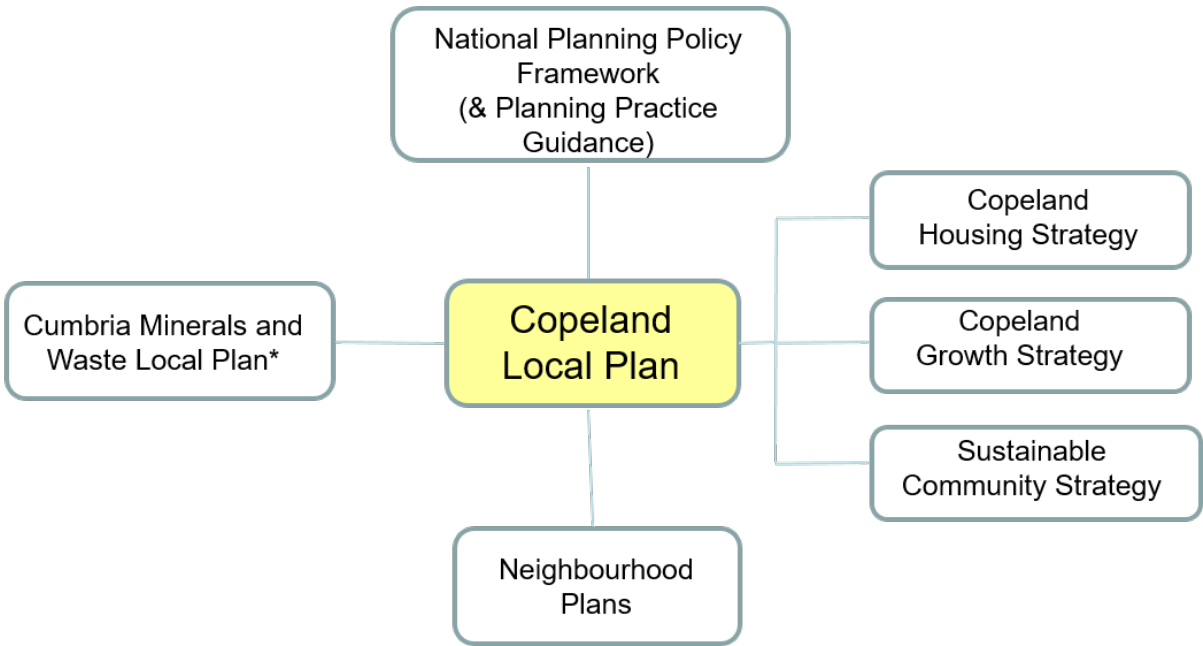 National Planning Policy
Framework
(& Planning Practice
Guidance)
Copeland
Housing Strategy
Cumbria Minerals and
Waste Local Plan*
Copeland
Local Plan
Copeland
Growth Strategy
Sustainable
Community Strategy
Neighbourhood
Plans